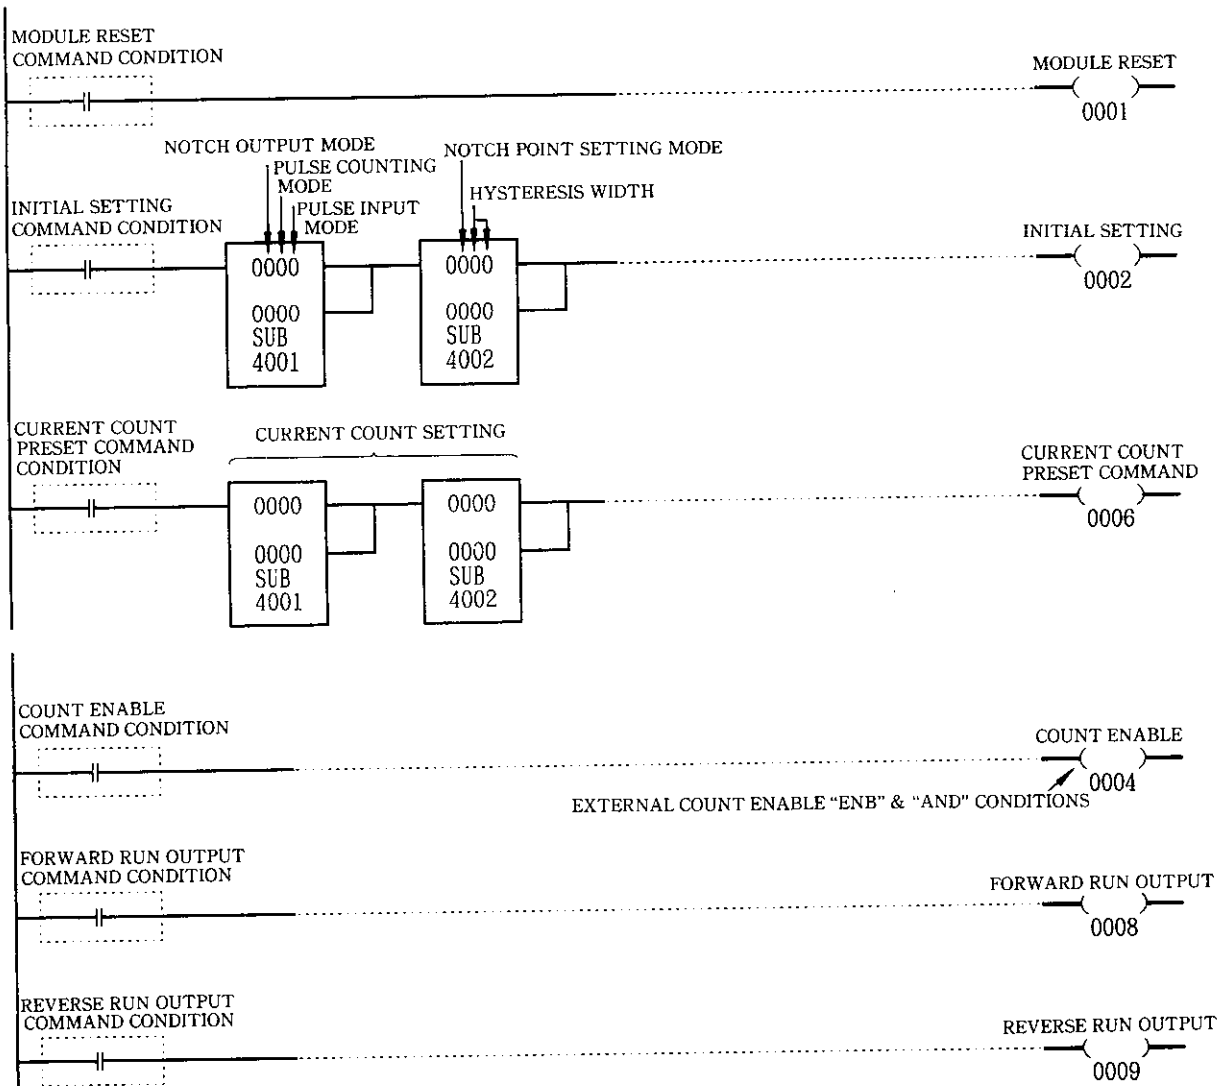 MODULE RESET
COMMAND CONDITION
MODULE RESET
0001
NOTCH OUTPUT MODE
PULSE COUNTING
MODE
PULSE INPUT
MODE
NOTCH POINT SETTING MODE
HYSTERESIS WIDTH
INITIAL SETTING
COMMAND CONDITION
0000
0000
SUB
4001
0000
0000
SUB
4002
INITIAL SETTING
0002
CURRENT COUNT
PRESET COMMAND
CONDITION
CURRENT COUNT SETTING
0000
0000
SUB
4001
0000
0000
SUB
4002
CURRENT COUNT
PRESET COMMAND
0006
COUNT ENABLE
COMMAND CONDITION
COUNT ENABLE
0004
EXTERNAL COUNT ENABLE “ENB” & “AND” CONDITIONS
FORWARD RUN OUTPUT
COMMAND CONDITION
FORWARD RUN OUTPUT
0008
REVERSE RUN OUTPUT
COMMAND CONDITION
REVERSE RUN OUTPUT
0009